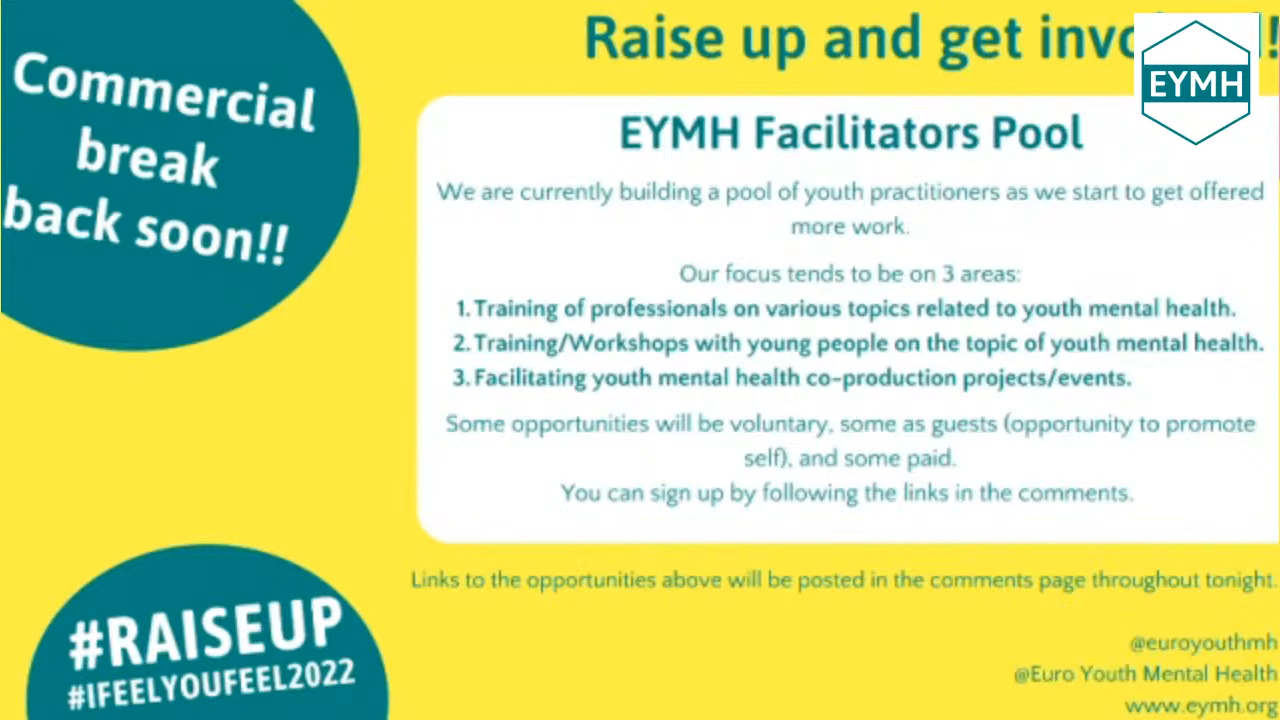 Commercial
break
back soon!!
Raise up and get
EYMH
EYMH Facilitators Pool
We are currently building a pool of youth practitioners as we start to get offered
more work.
Our focus tends to be on 3 areas:
1. Training of professionals on various topics related to youth mental health.
2. Training/Workshops with young people on the topic of youth mental health.
3. Facilitating youth mental health co-production projects/events.
Some opportunities will be voluntary, some as guests (opportunity to promote
self), and some paid.
You can sign up by following the links in the comments.
Links to the opportunities above will be posted in the comments page throughout tonight.
#RAISEUP
#IFEELYOUFEEL2022
@euroyouthmh
@Euro Youth Mental Health
www.eymh.org